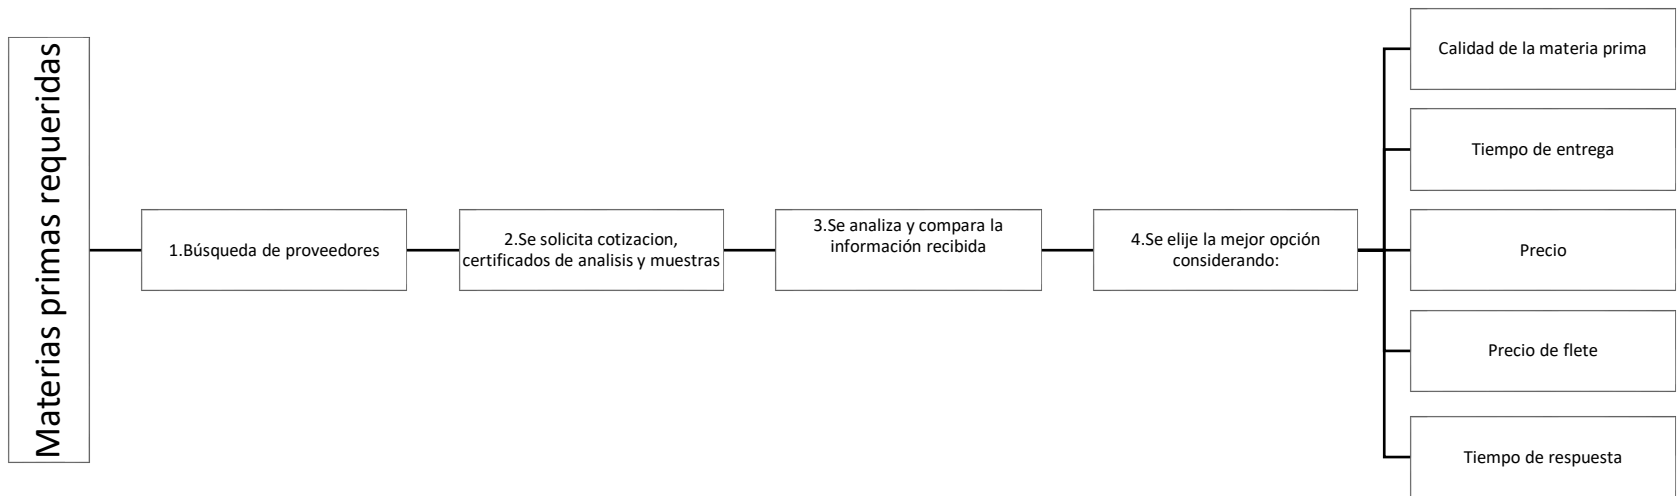 Materias primas requeridas
1.Búsqueda de proveedores
2.Se solicita cotizacion,
certificados de analisis y muestras
3.Se analiza y compara la
información recibida
4.Se elije la mejor opción
considerando:
Calidad de la materia prima
Tiempo de entrega
Precio
Precio de flete
Tiempo de respuesta